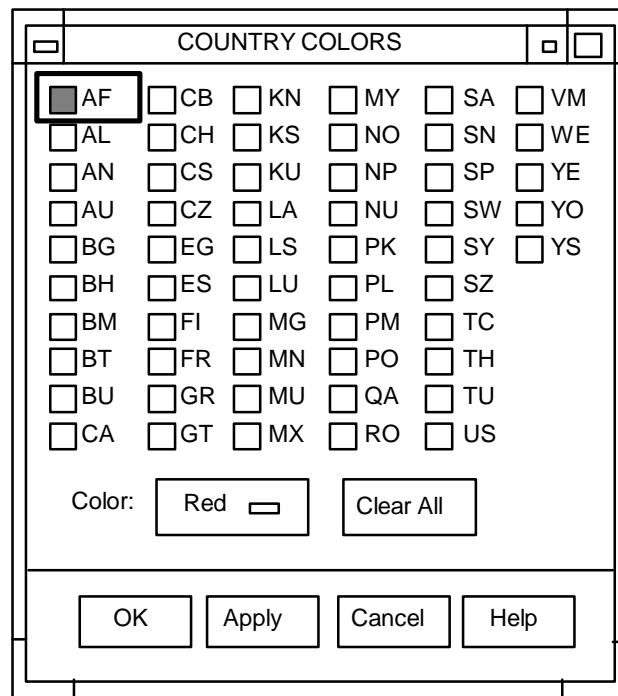 COUNTRY COLORS
AF CB KN MY SA VM
AL CH KS NO SN WE
AN CS KU NP SP YE
AU CZ LA NU SW YO
BG EG LS PK SY YS
BH ES LU PL SZ
BM FI MG PM TC
BT FR MN PO TH
BU GR MU QA TU
CA GT MX RO US
Color: Red Clear All
OK Apply Cancel Help